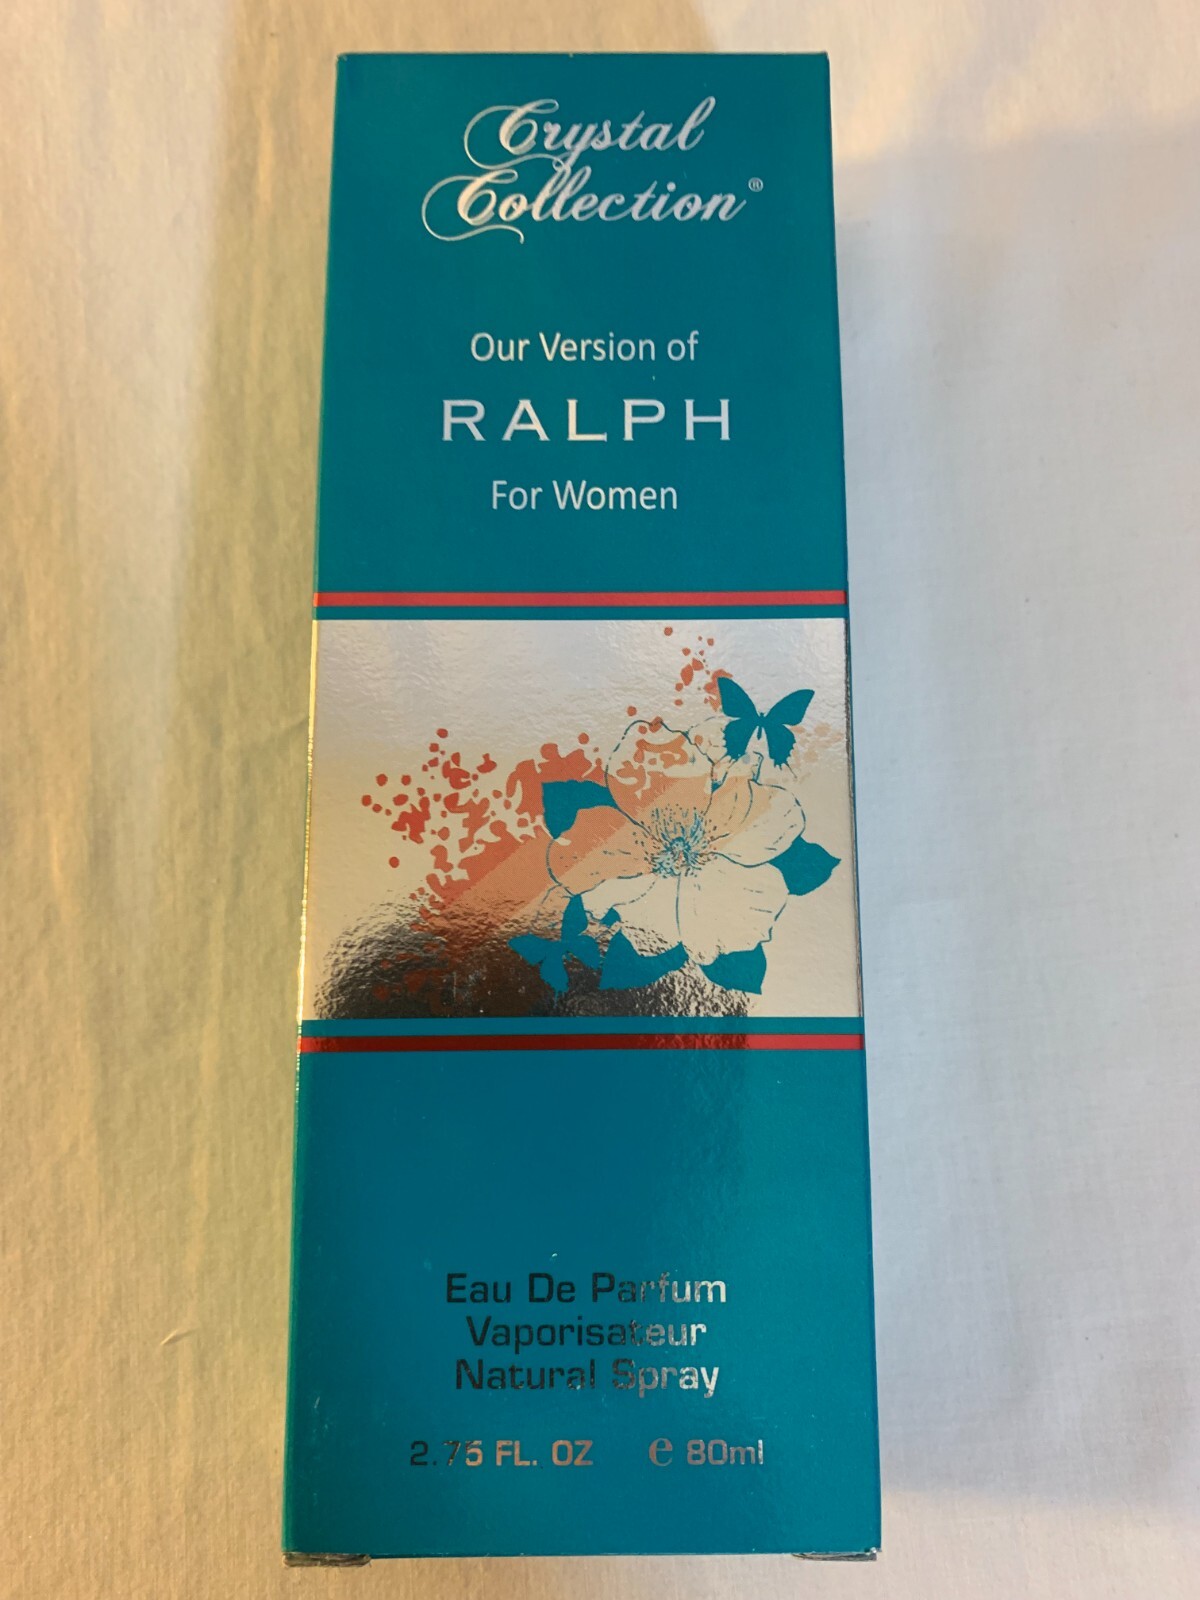 Crystal
Collection®
Our Version of
RALPH
For Women
Eau De Parfum
Vaporisateur
Natural Spray
2.75 FL. OZ ℮ 80ml